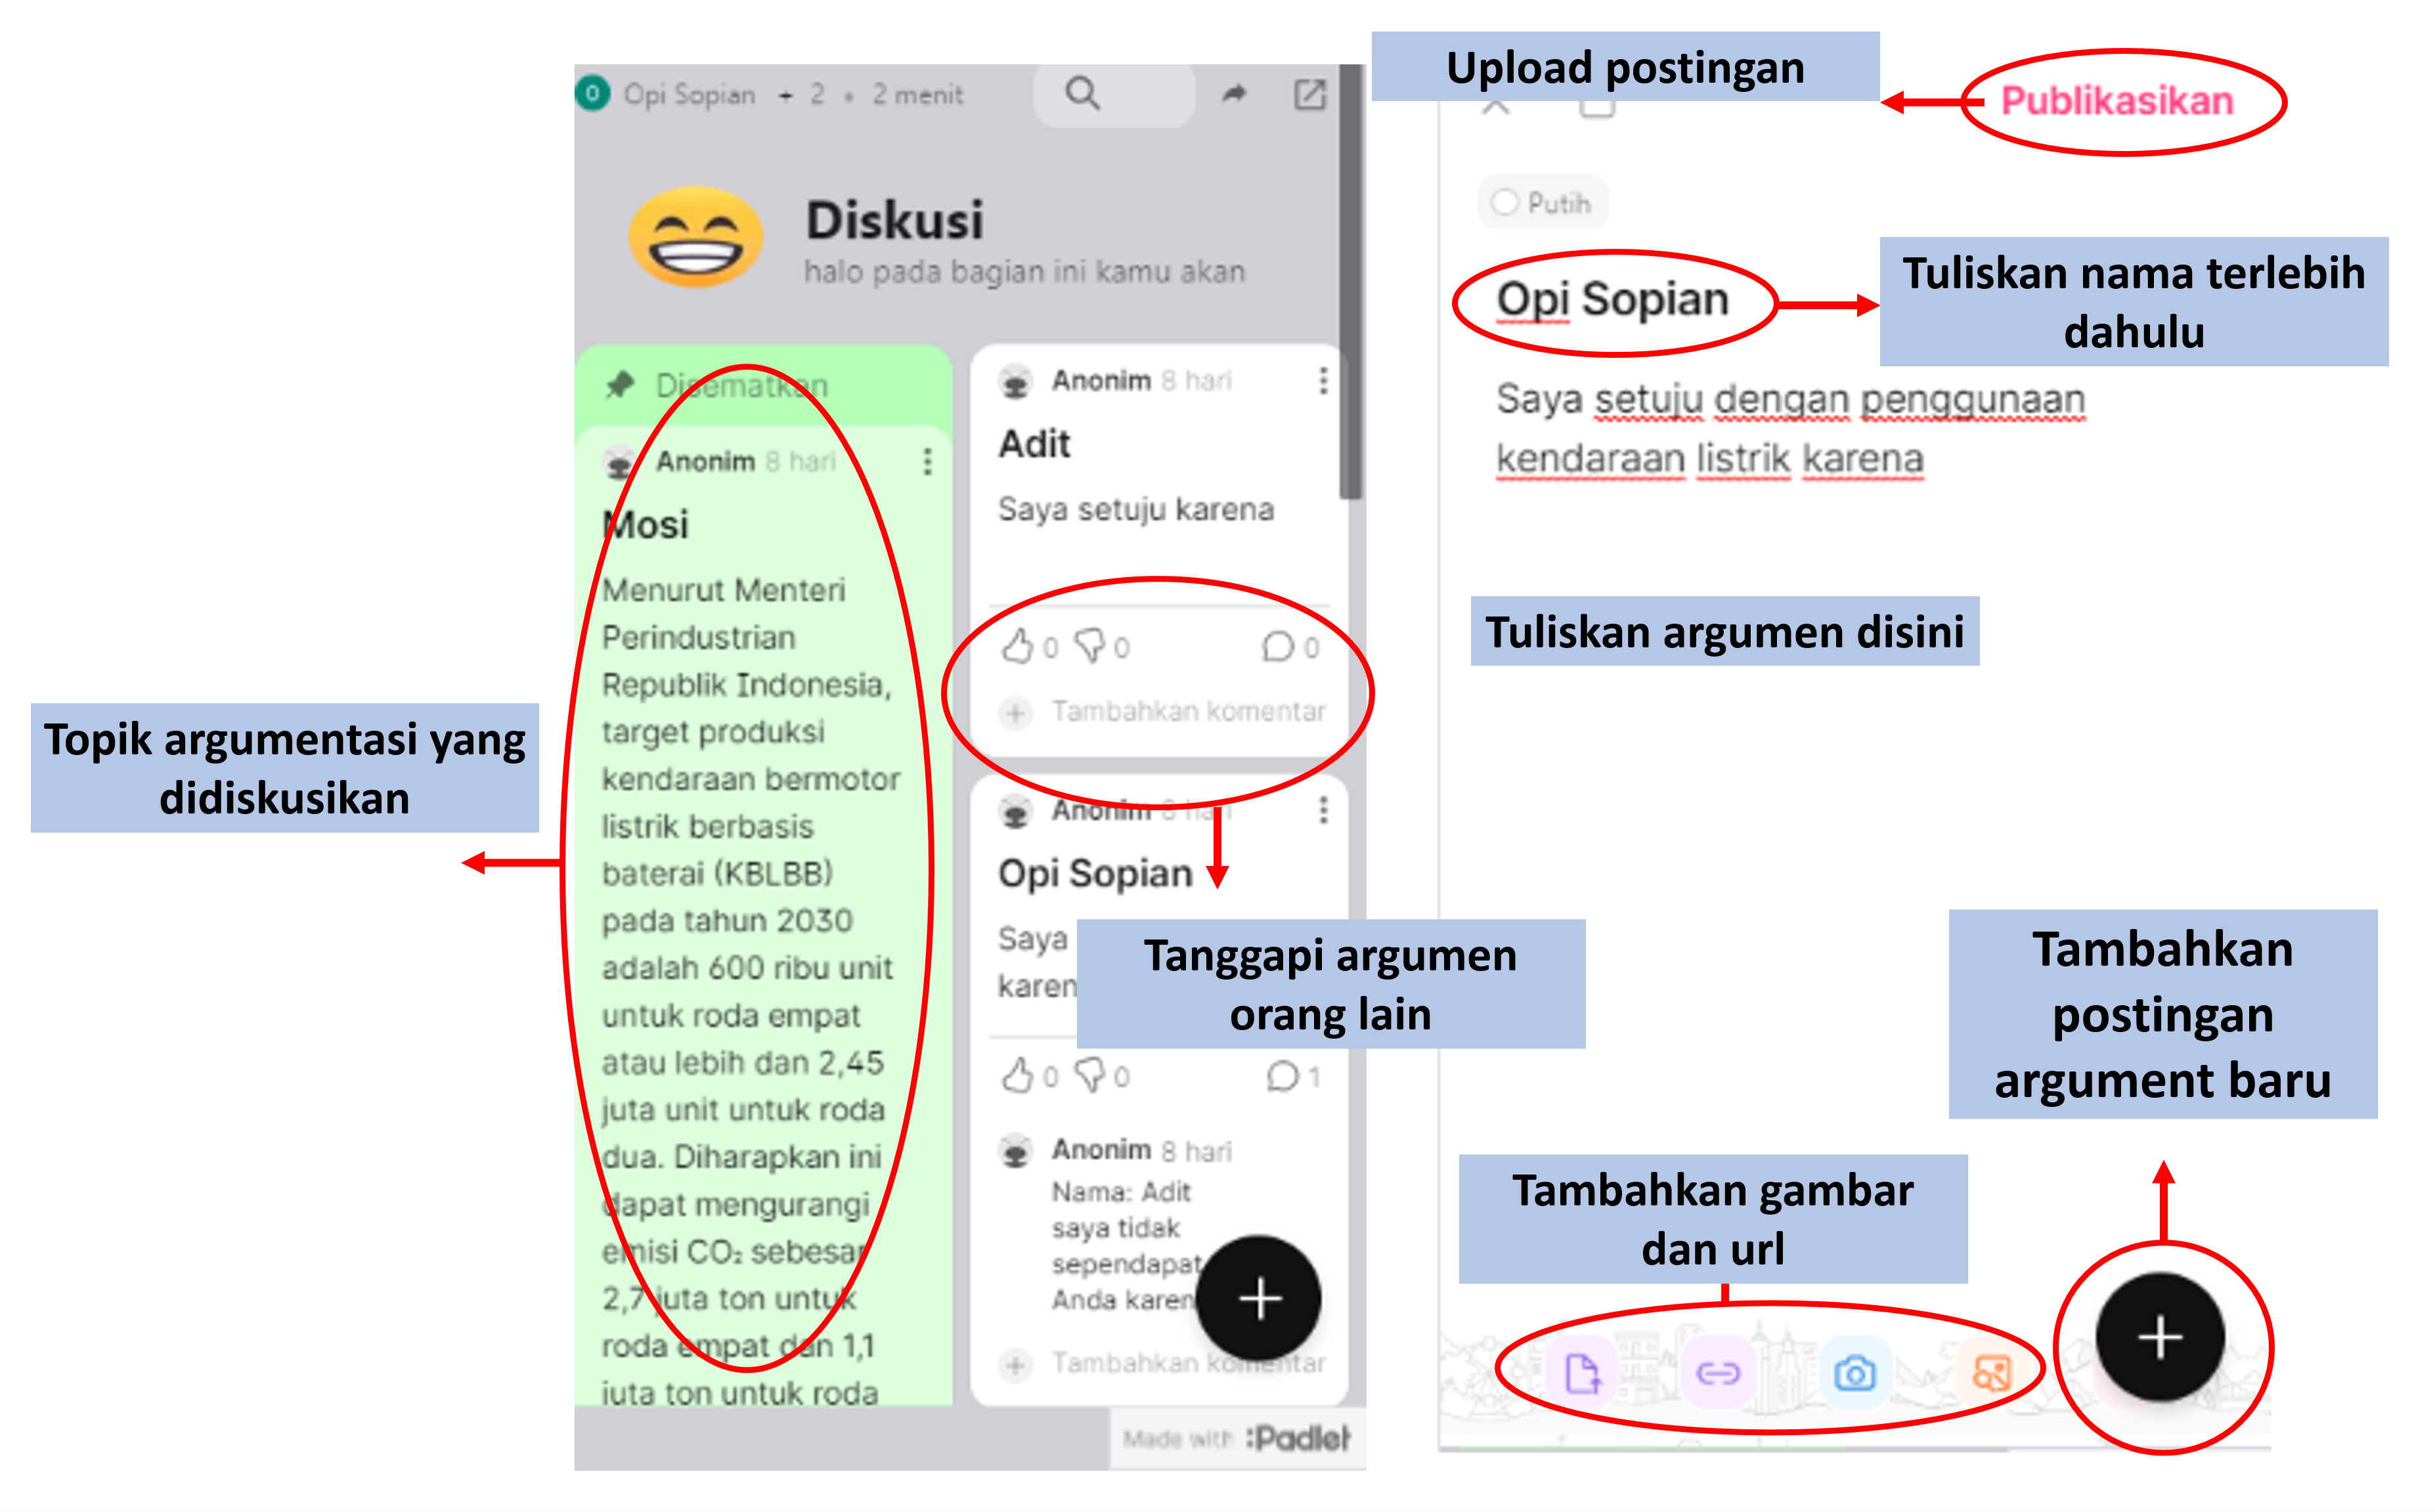 Opi Sopian + 2 • 2 menit
Diskusi
halo pada bagian ini kamu akan
Disematkan
Anonim 8 hari
Mosi
Menurut Menteri
Perindustrian
Republik Indonesia,
target produksi
kendaraan bermotor
listrik berbasis
baterai (KBLBB)
pada tahun 2030
adalah 600 ribu unit
untuk roda empat
atau lebih dan 2,45
juta unit untuk roda
dua. Diharapkan ini
dapat mengurangi
emisi CO₂ sebesar
2,7 juta ton untuk
roda empat dan 1,1
juta ton untuk roda
Anonim 8 hari
Adit
Saya setuju karena
0 0 0
Tambahkan komentar
Anonim 8 hari
Opi Sopian
Saya
karen
0 0 1
Anonim 8 hari
Nama: Adit
saya tidak
sependapat
Anda karen
Tambahkan komentar
Made with :Padlet
Topik argumentasi yang
didiskusikan
Tanggapi argumen
orang lain
Upload postingan
Publikasikan
Putih
Opi Sopian
Tuliskan nama terlebih
dahulu
Saya setuju dengan penggunaan
kendaraan listrik karena
Tuliskan argumen disini
Tambahkan
postingan
argument baru
Tambahkan gambar
dan url